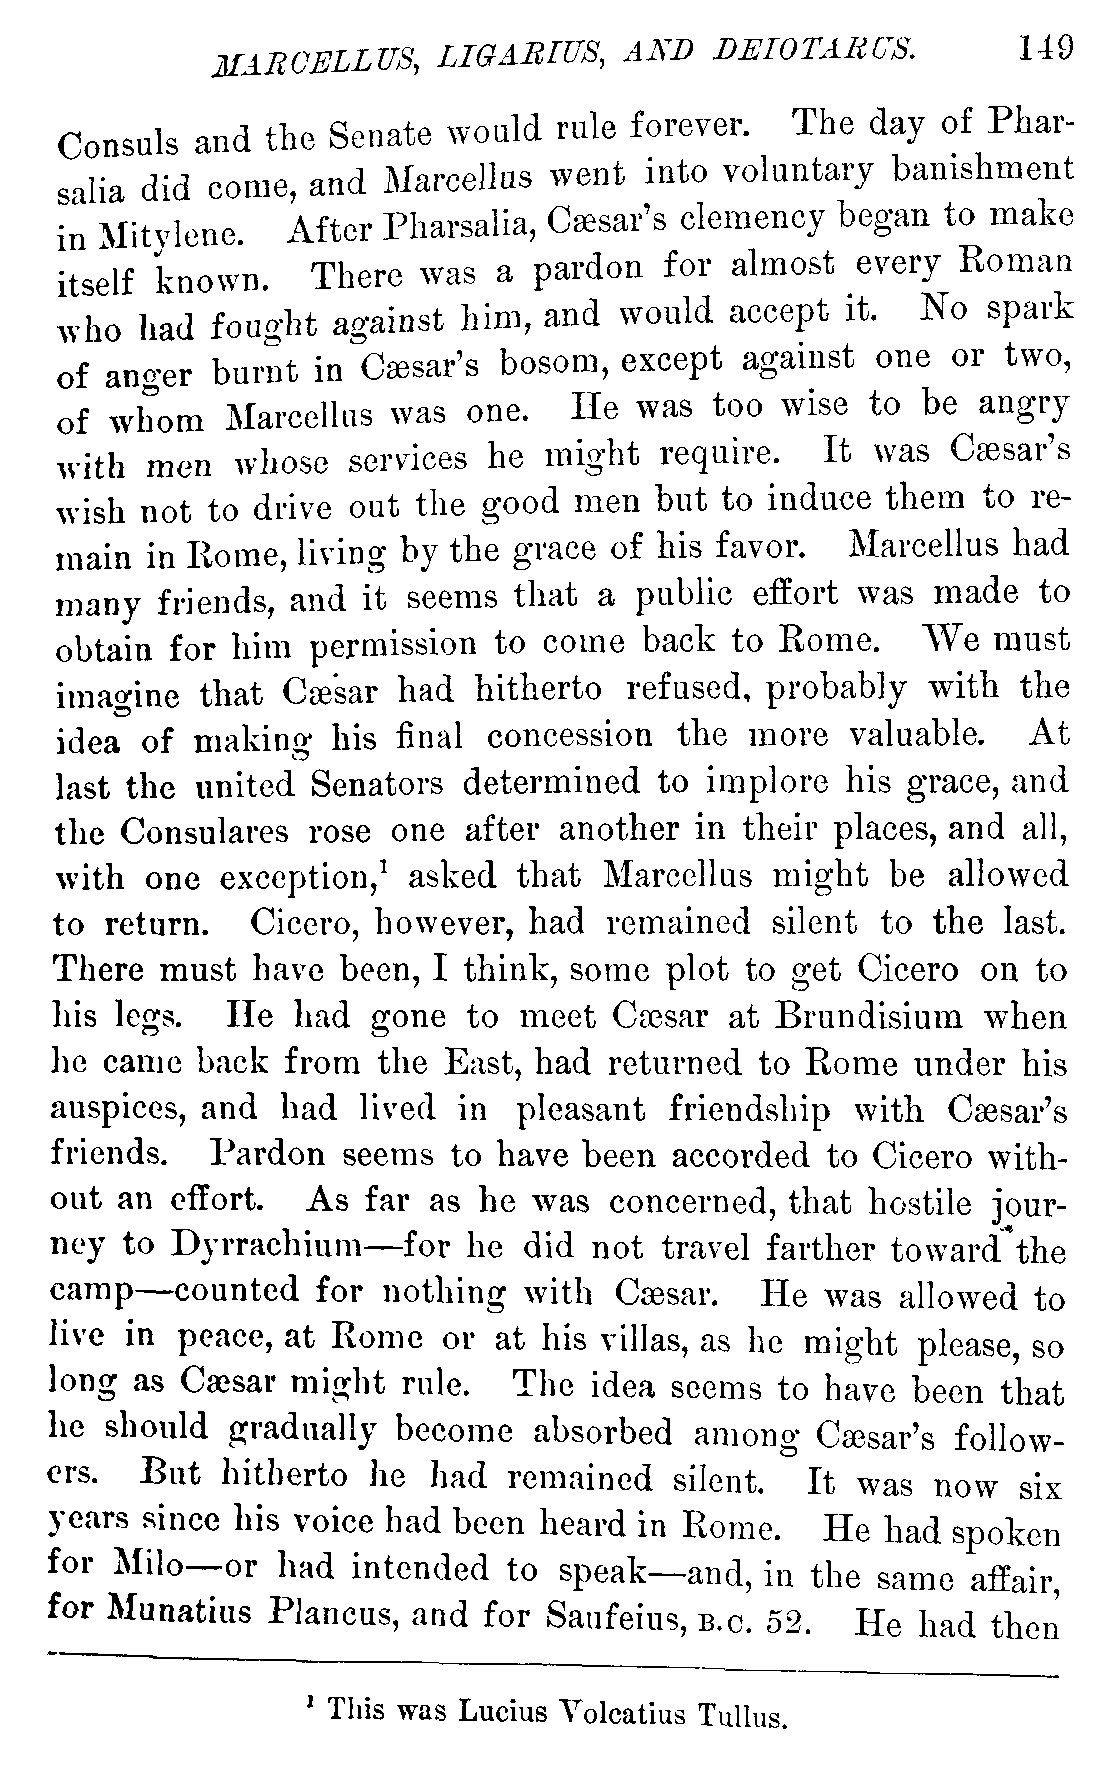 MARCELLUS, LIGARIUS, AND DEIOTARUS. 149
Consuls and the Senate would rule forever. The day of Phar-
salia did come, and Marcellus went into voluntary banishment
in Mitylene. After Pharsalia, Cæsar's clemency began to make
itself known. There was a pardon for almost every Roman
who had fought against him, and would accept it. No spark
of anger burnt in Cæsar's bosom, except against one or two,
of whom Marcellus was one. He was too wise to be angry
with men whose services he might require. It was Cæsar's
wish not to drive out the good men but to induce them to re-
main in Rome, living by the grace of his favor. Marcellus had
many friends, and it seems that a public effort was made to
obtain for him permission to come back to Rome. We must
imagine that Cæsar had hitherto refused, probably with the
idea of making his final concession the more valuable. At
last the united Senators determined to implore his grace, and
the Consulares rose one after another in their places, and all,
with one exception,¹ asked that Marcellus might be allowed
to return. Cicero, however, had remained silent to the last.
There must have been, I think, some plot to get Cicero on to
his legs. He had gone to meet Cæsar at Brundisium when
he came back from the East, had returned to Rome under his
auspices, and had lived in pleasant friendship with Cæsar's
friends. Pardon seems to have been accorded to Cicero with-
out an effort. As far as he was concerned, that hostile jour-
ney to Dyrrachium—for he did not travel farther toward the
camp—counted for nothing with Cæsar. He was allowed to
live in peace, at Rome or at his villas, as he might please, so
long as Cæsar might rule. The idea seems to have been that
he should gradually become absorbed among Cæsar's follow-
ers. But hitherto he had remained silent. It was now six
years since his voice had been heard in Rome. He had spoken
for Milo—or had intended to speak—and, in the same affair,
for Munatius Plancus, and for Saufeius, B.C. 52. He had then
¹ This was Lucius Volcatius Tullus.